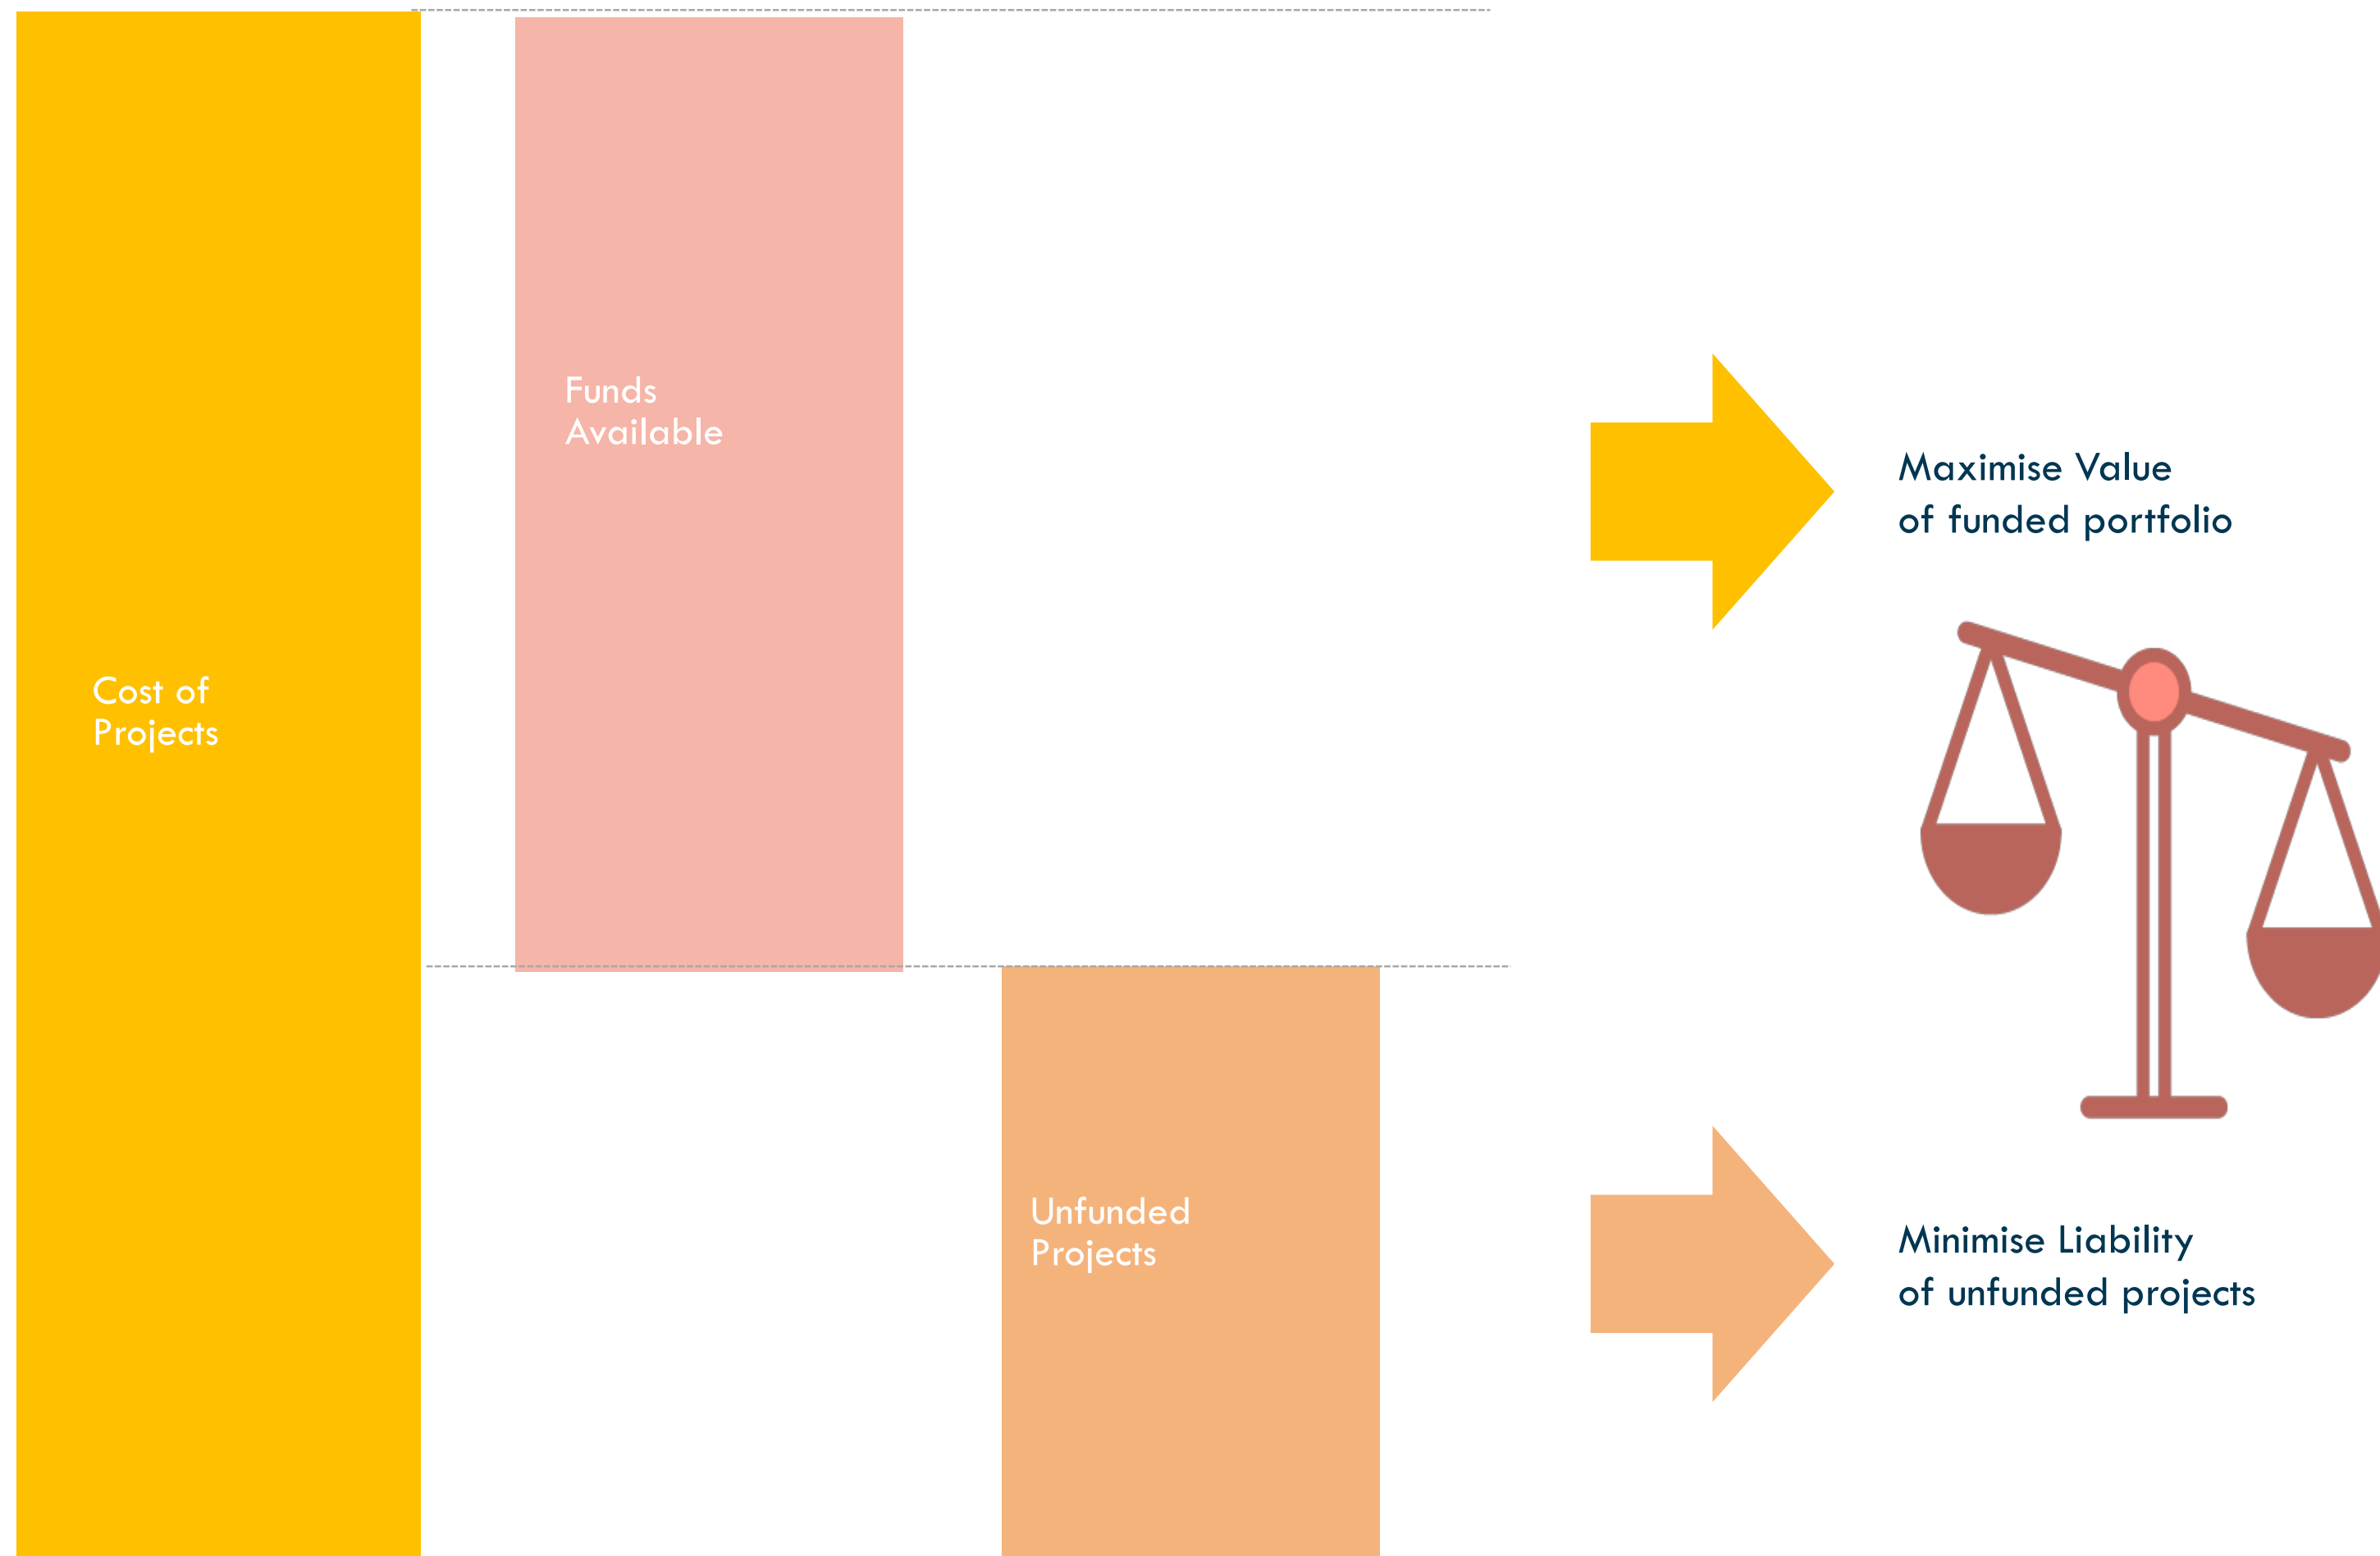 Cost of
Projects
Funds
Available
Unfunded
Projects
Maximise Value
of funded portfolio
Minimise Liability
of unfunded projects